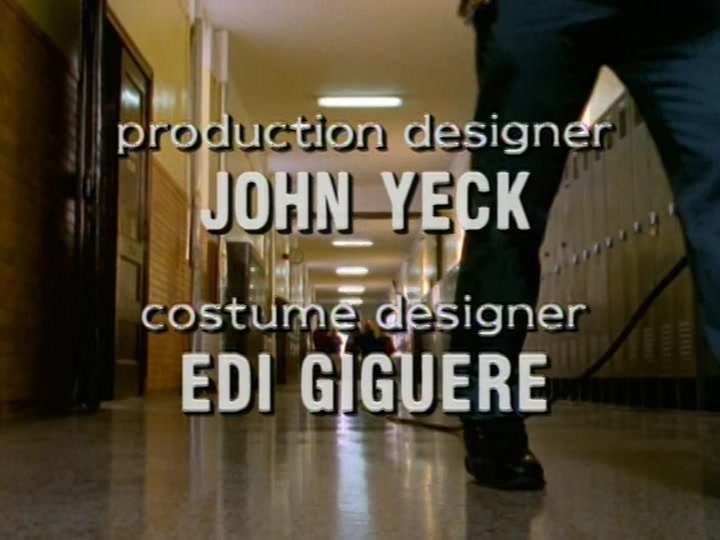 production designer
JOHN YECK
costume designer
EDI GIGUERE